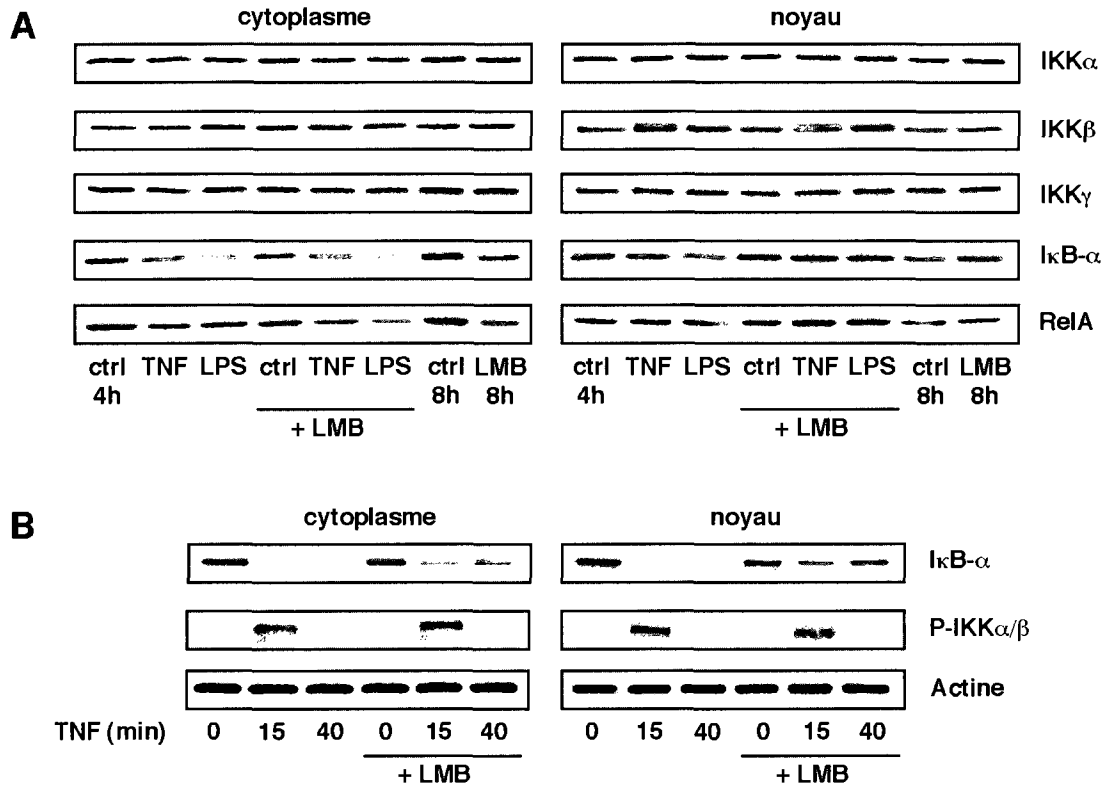 A
cytoplasme noyau
IKKα
IKKβ
IKKγ
IκB-α
RelA
ctrl TNF LPS ctrl TNF LPS ctrl LMB ctrl TNF LPS ctrl TNF LPS ctrl LMB
4h 8h 8h 4h 8h 8h
+ LMB + LMB
B
cytoplasme noyau
IκB-α
P-IKKα/β
Actine
TNF (min) 0 15 40 0 15 40 0 15 40 0 15 40
+ LMB + LMB